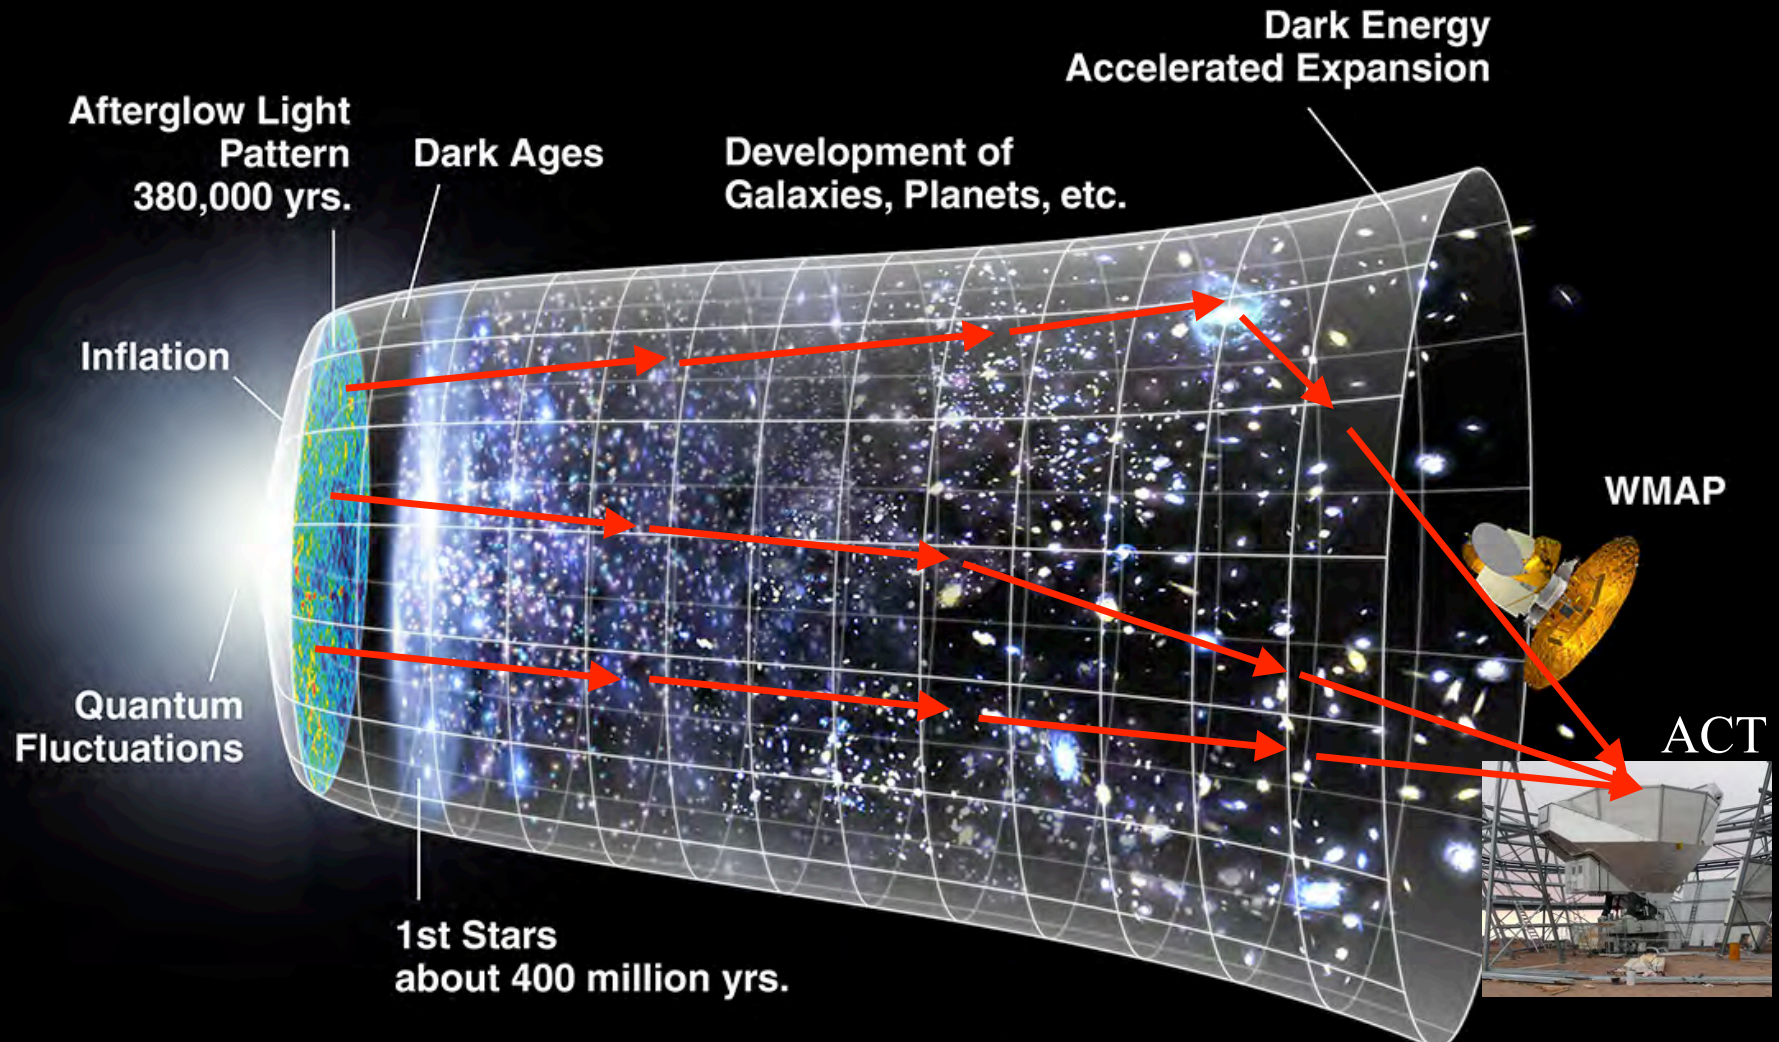 Dark Energy
Accelerated Expansion
Afterglow Light
Pattern
380,000 yrs.
Dark Ages
Development of
Galaxies, Planets, etc.
Inflation
WMAP
Quantum
Fluctuations
ACT
1st Stars
about 400 million yrs.